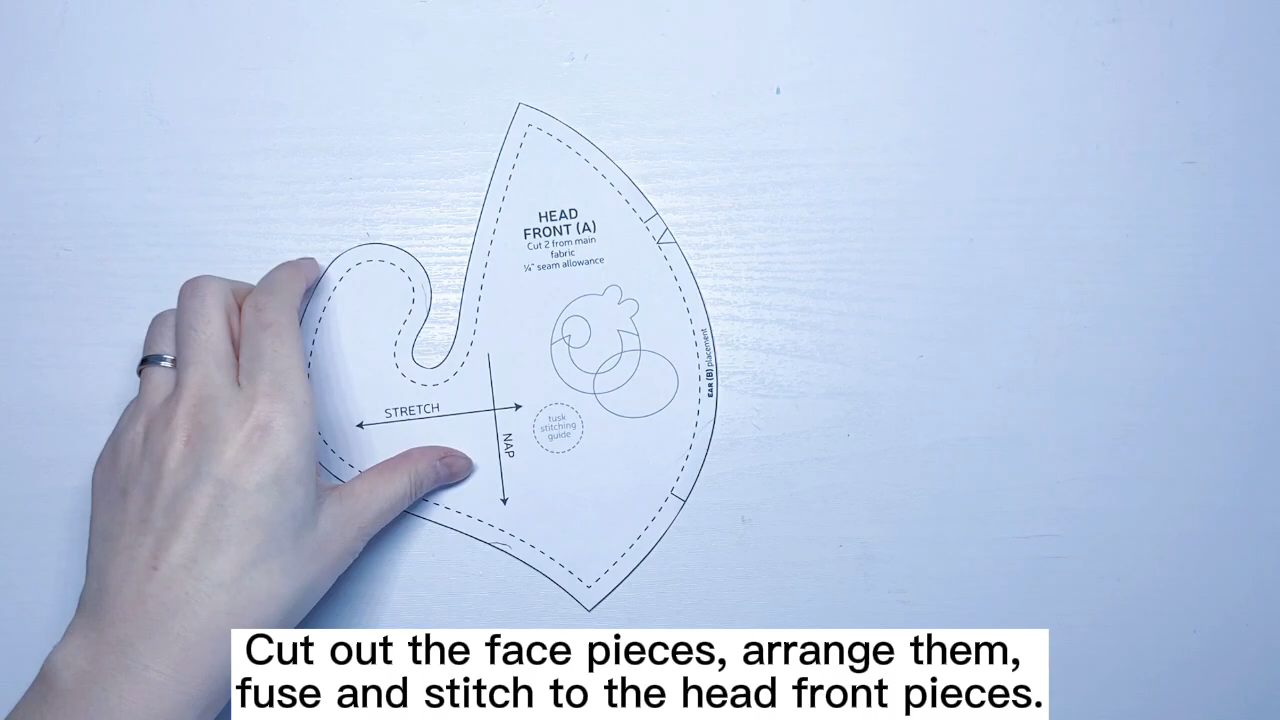 HEAD
FRONT (A)
Cut 2 from main
fabric
¼" seam allowance
EAR (B) placement
STRETCH
NAP
tusk
stitching
guide
Cut out the face pieces, arrange them,
fuse and stitch to the head front pieces.